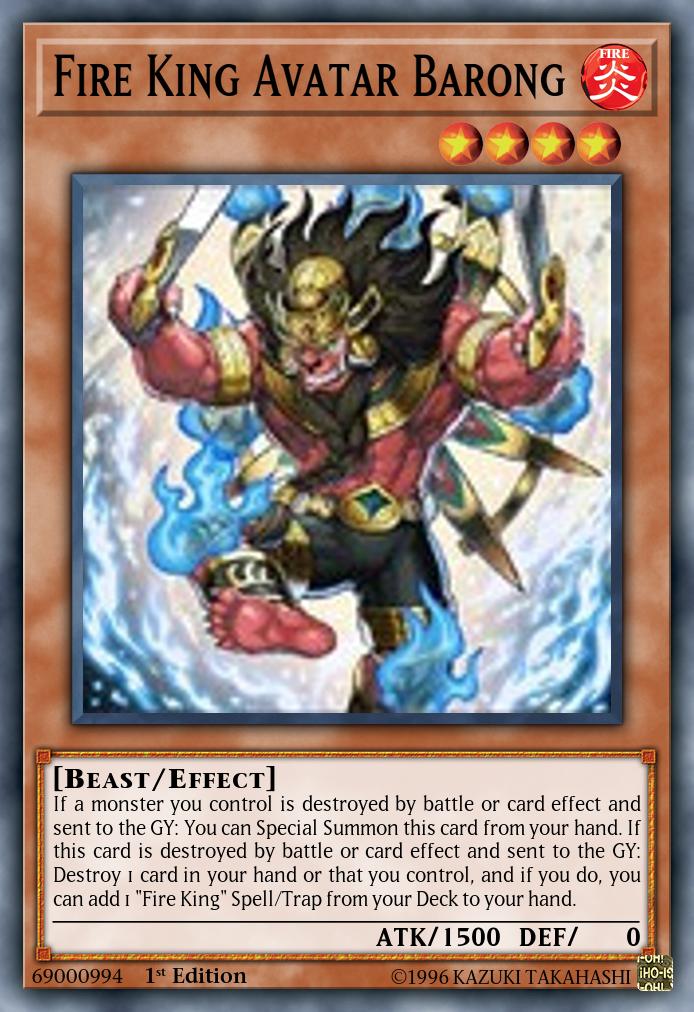 Fire King Avatar Barong
FIRE
炎
[Beast/Effect]
If a monster you control is destroyed by battle or card effect and
sent to the GY: You can Special Summon this card from your hand. If
this card is destroyed by battle or card effect and sent to the GY:
Destroy 1 card in your hand or that you control, and if you do, you
can add 1 "Fire King" Spell/Trap from your Deck to your hand.
ATK/1500 DEF/ 0
69000994 1st Edition ©1996 KAZUKI TAKAHASHI